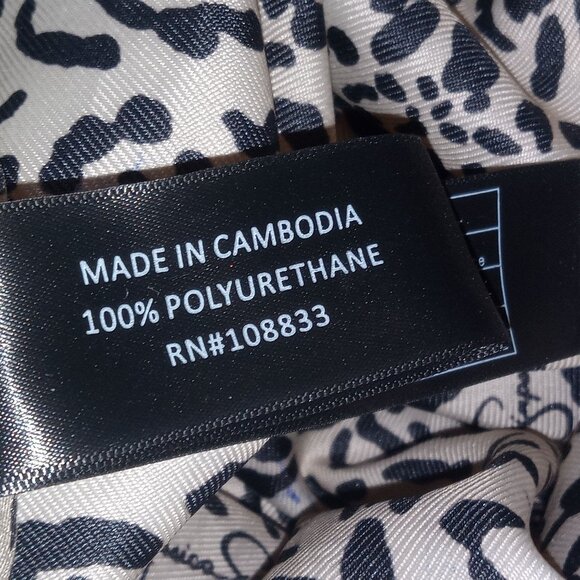 MADE IN CAMBODIA
100% POLYURETHANE
RN#108833